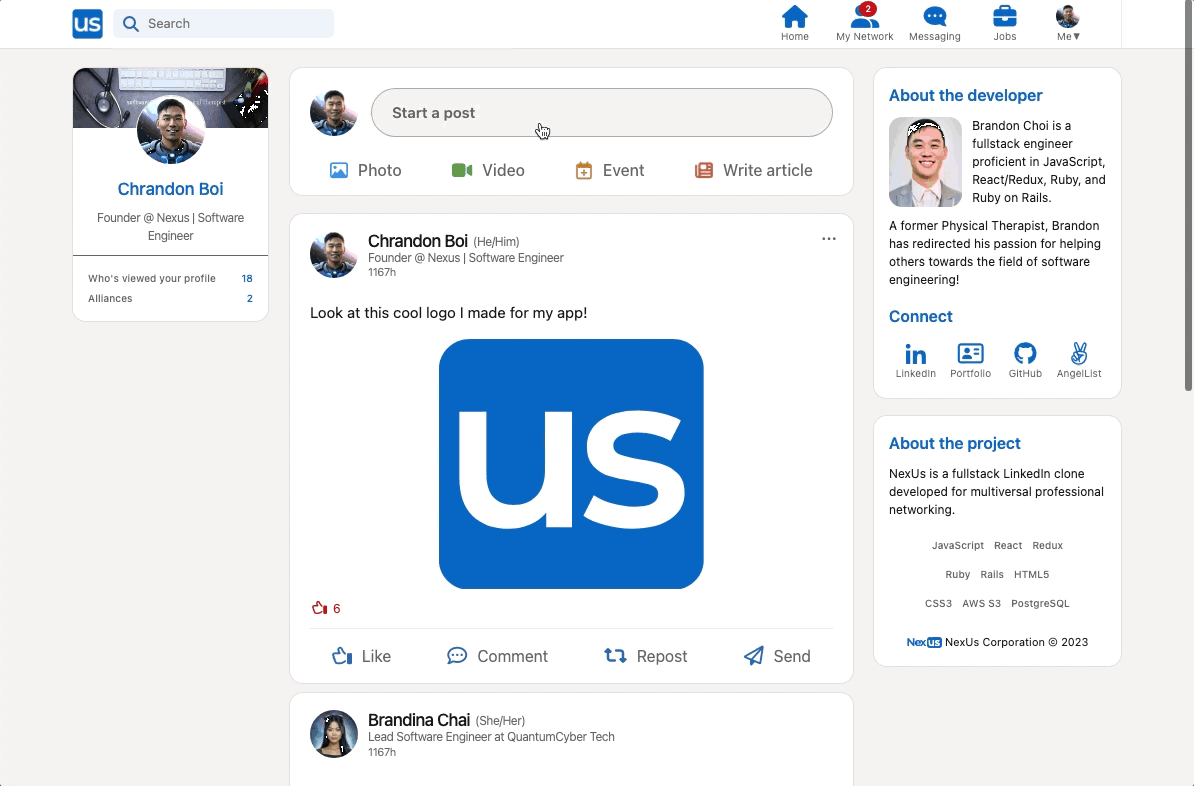 us
Search
2
Home
My Network
Messaging
Jobs
Me▼
Chrandon Boi
Founder @ Nexus | Software
Engineer
Who's viewed your profile 18
Alliances 2
Start a post
Photo
Video
Event
Write article
Chrandon Boi (He/Him)
Founder @ Nexus | Software Engineer
1167h
Look at this cool logo I made for my app!
us
6
Like
Comment
Repost
Send
Brandina Chai (She/Her)
Lead Software Engineer at QuantumCyber Tech
1167h
About the developer
Brandon Choi is a
fullstack engineer
proficient in JavaScript,
React/Redux, Ruby, and
Ruby on Rails.
A former Physical Therapist, Brandon
has redirected his passion for helping
others towards the field of software
engineering!
Connect
LinkedIn
Portfolio
GitHub
AngelList
About the project
NexUs is a fullstack LinkedIn clone
developed for multiversal professional
networking.
JavaScript React Redux
Ruby Rails HTML5
CSS3 AWS S3 PostgreSQL
Nexus NexUs Corporation © 2023